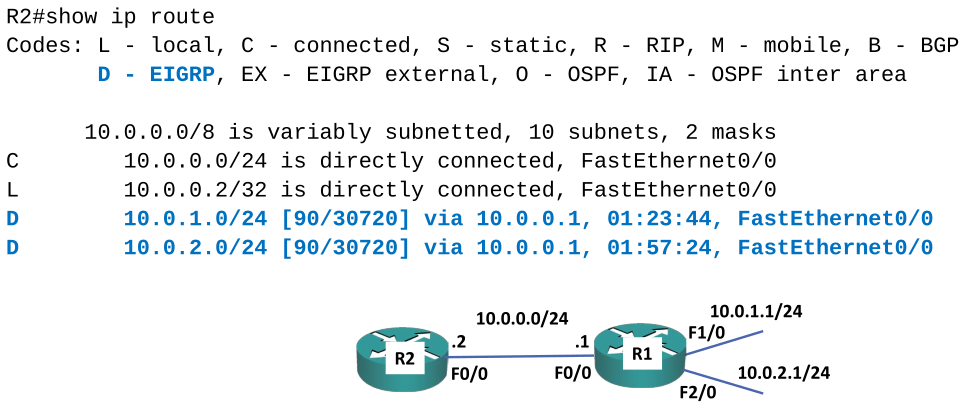 R2#show ip route
Codes: L - local, C - connected, S - static, R - RIP, M - mobile, B - BGP
D - EIGRP, EX - EIGRP external, O - OSPF, IA - OSPF inter area
10.0.0.0/8 is variably subnetted, 10 subnets, 2 masks
C 10.0.0.0/24 is directly connected, FastEthernet0/0
L 10.0.0.2/32 is directly connected, FastEthernet0/0
D 10.0.1.0/24 [90/30720] via 10.0.0.1, 01:23:44, FastEthernet0/0
D 10.0.2.0/24 [90/30720] via 10.0.0.1, 01:57:24, FastEthernet0/0
10.0.1.1/24
10.0.0.0/24
F1/0
.2
.1
R2
R1
F0/0
F0/0
10.0.2.1/24
F2/0